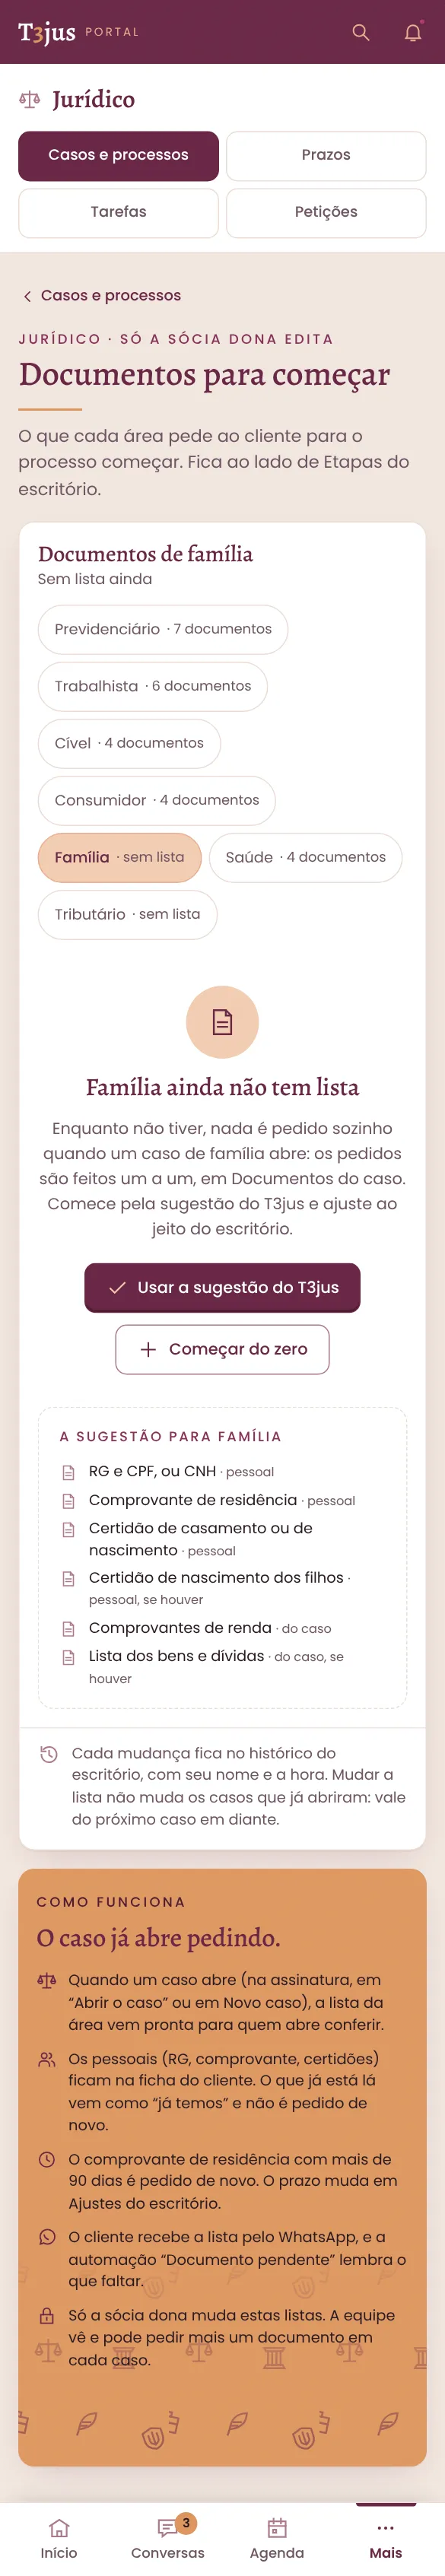 T3jus PORTAL
Jurídico
Casos e processos
Prazos
Tarefas
Petições
Casos e processos
JURÍDICO · SÓ A SÓCIA DONA EDITA
Documentos para começar
O que cada área pede ao cliente para o
processo começar. Fica ao lado de Etapas do
escritório.
Documentos de família
Sem lista ainda
Previdenciário · 7 documentos
Trabalhista · 6 documentos
Cível · 4 documentos
Consumidor · 4 documentos
Família · sem lista
Saúde · 4 documentos
Tributário · sem lista
Família ainda não tem lista
Enquanto não tiver, nada é pedido sozinho
quando um caso de família abre: os pedidos
são feitos um a um, em Documentos do caso.
Comece pela sugestão do T3jus e ajuste ao
jeito do escritório.
Usar a sugestão do T3jus
Começar do zero
A SUGESTÃO PARA FAMÍLIA
RG e CPF, ou CNH · pessoal
Comprovante de residência · pessoal
Certidão de casamento ou de
nascimento · pessoal
Certidão de nascimento dos filhos ·
pessoal, se houver
Comprovantes de renda · do caso
Lista dos bens e dívidas · do caso, se
houver
Cada mudança fica no histórico do
escritório, com seu nome e a hora. Mudar a
lista não muda os casos que já abriram: vale
do próximo caso em diante.
COMO FUNCIONA
O caso já abre pedindo.
Quando um caso abre (na assinatura, em
“Abrir o caso” ou em Novo caso), a lista da
área vem pronta para quem abre conferir.
Os pessoais (RG, comprovante, certidões)
ficam na ficha do cliente. O que já está lá
vem como “já temos” e não é pedido de
novo.
O comprovante de residência com mais de
90 dias é pedido de novo. O prazo muda em
Ajustes do escritório.
O cliente recebe a lista pelo WhatsApp, e a
automação “Documento pendente” lembra o
que faltar.
Só a sócia dona muda estas listas. A equipe
vê e pode pedir mais um documento em
cada caso.
Início
Conversas
3
Agenda
Mais